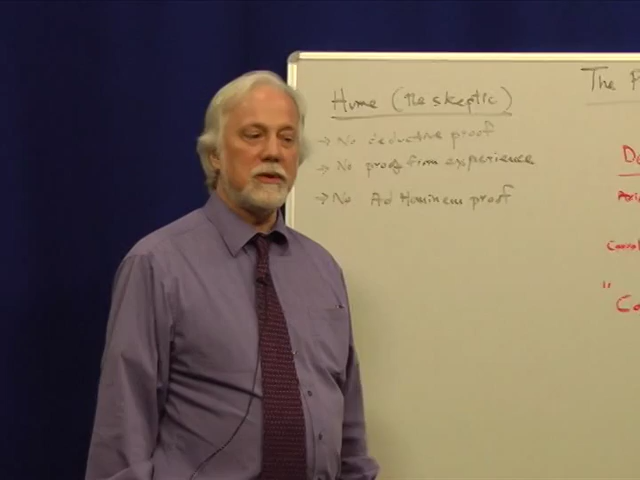 Hume (the skeptic)
→ No deductive proof
→ No proof from experience
→ No Ad Hominem proof
The P
De
"
Co